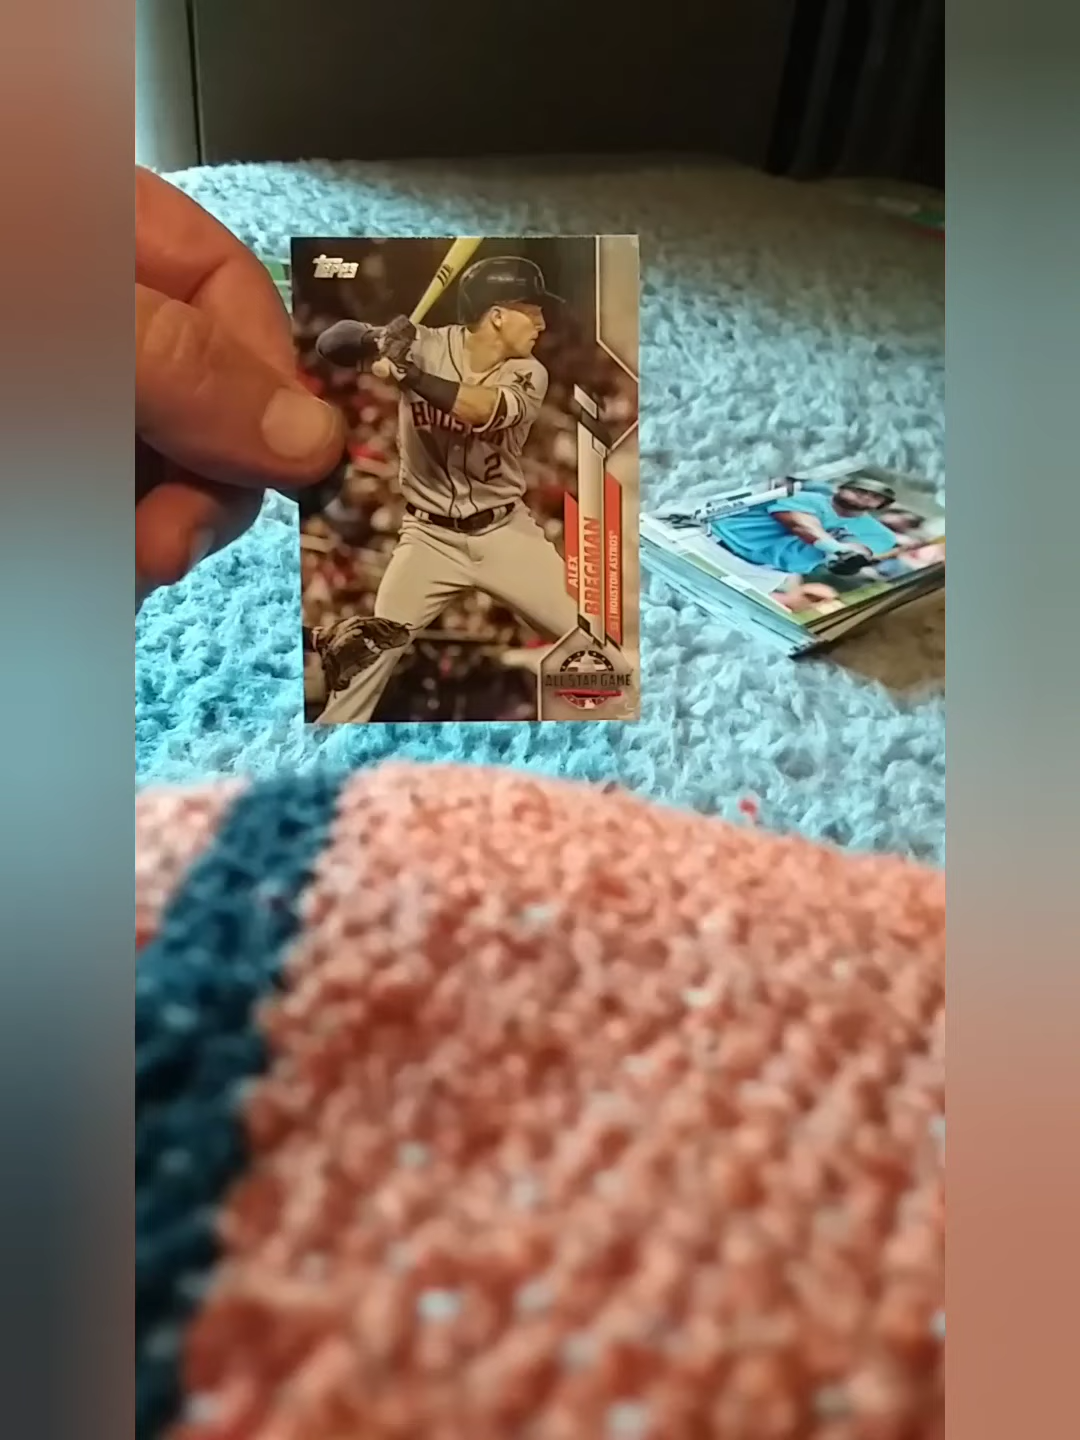 Topps
HOUSTON
2
ALEX
BREGMAN
HOUSTON ASTROS
ALL STAR GAME